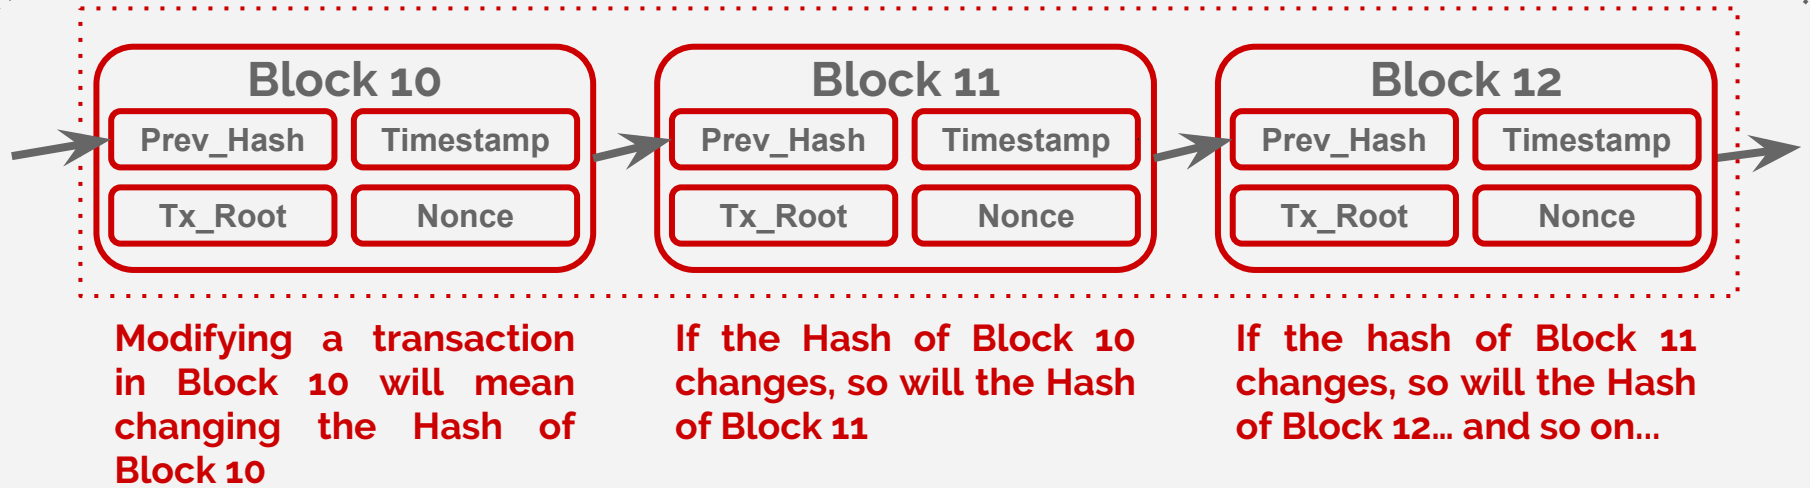 Block 10
Prev_Hash Timestamp
Tx_Root Nonce
Block 11
Prev_Hash Timestamp
Tx_Root Nonce
Block 12
Prev_Hash Timestamp
Tx_Root Nonce
Modifying a transaction
in Block 10 will mean
changing the Hash of
Block 10
If the Hash of Block 10
changes, so will the Hash
of Block 11
If the hash of Block 11
changes, so will the Hash
of Block 12… and so on...